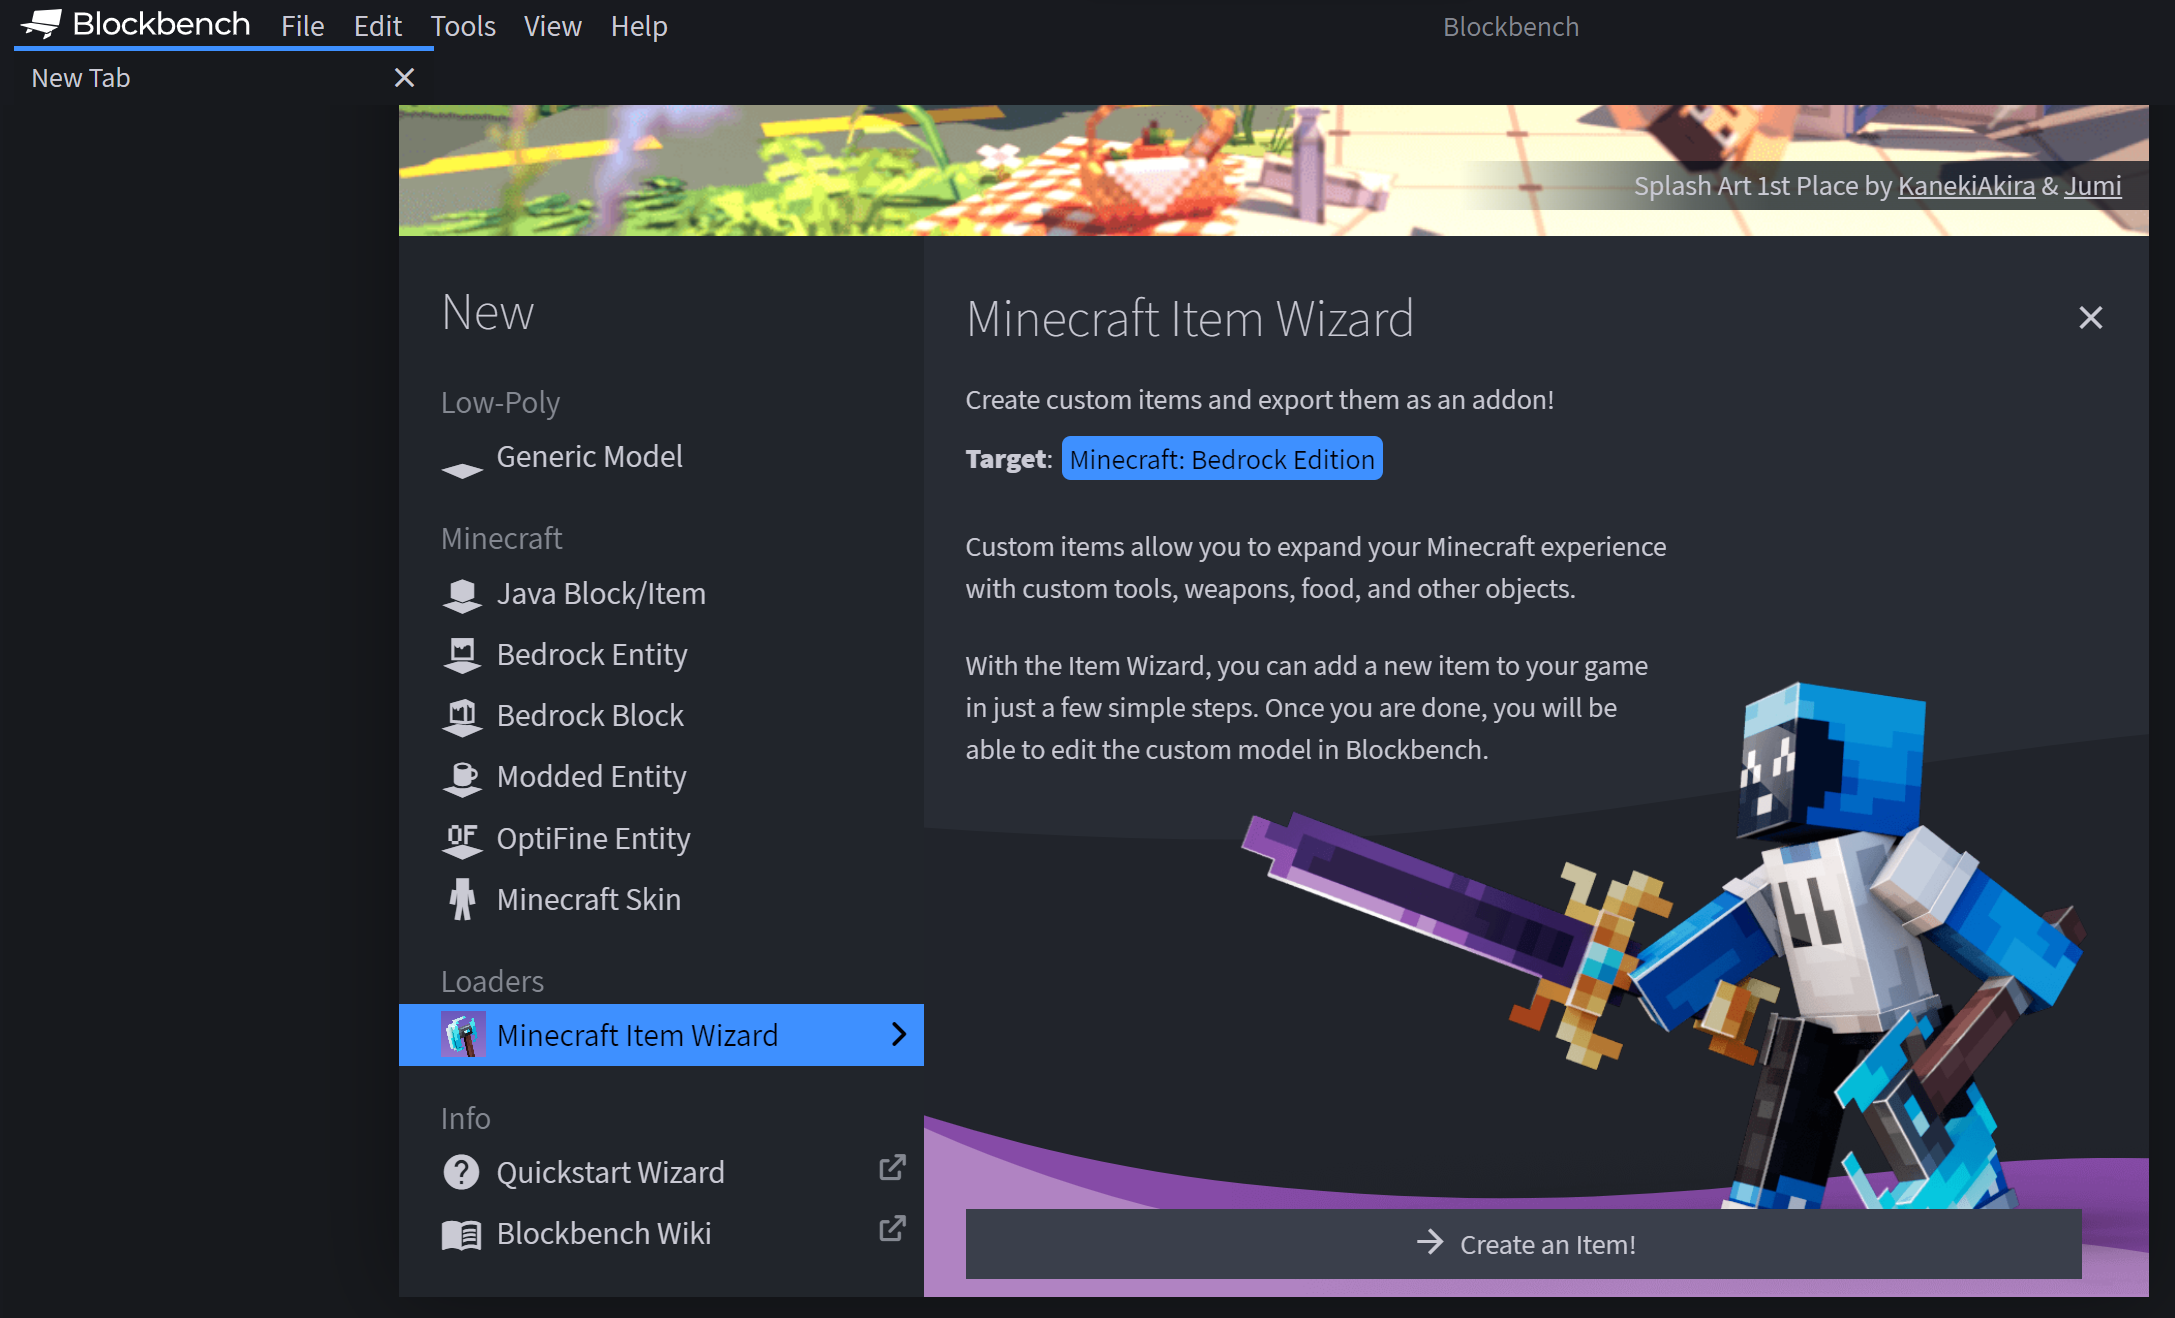 Blockbench File Edit Tools View Help Blockbench
New Tab
Splash Art 1st Place by KanekiAkira & Jumi
New
Low-Poly
Generic Model
Minecraft
Java Block/Item
Bedrock Entity
Bedrock Block
Modded Entity
OF OptiFine Entity
Minecraft Skin
Loaders
Minecraft Item Wizard
Info
? Quickstart Wizard
Blockbench Wiki
Minecraft Item Wizard
Create custom items and export them as an addon!
Target: Minecraft: Bedrock Edition
Custom items allow you to expand your Minecraft experience
with custom tools, weapons, food, and other objects.
With the Item Wizard, you can add a new item to your game
in just a few simple steps. Once you are done, you will be
able to edit the custom model in Blockbench.
Create an Item!